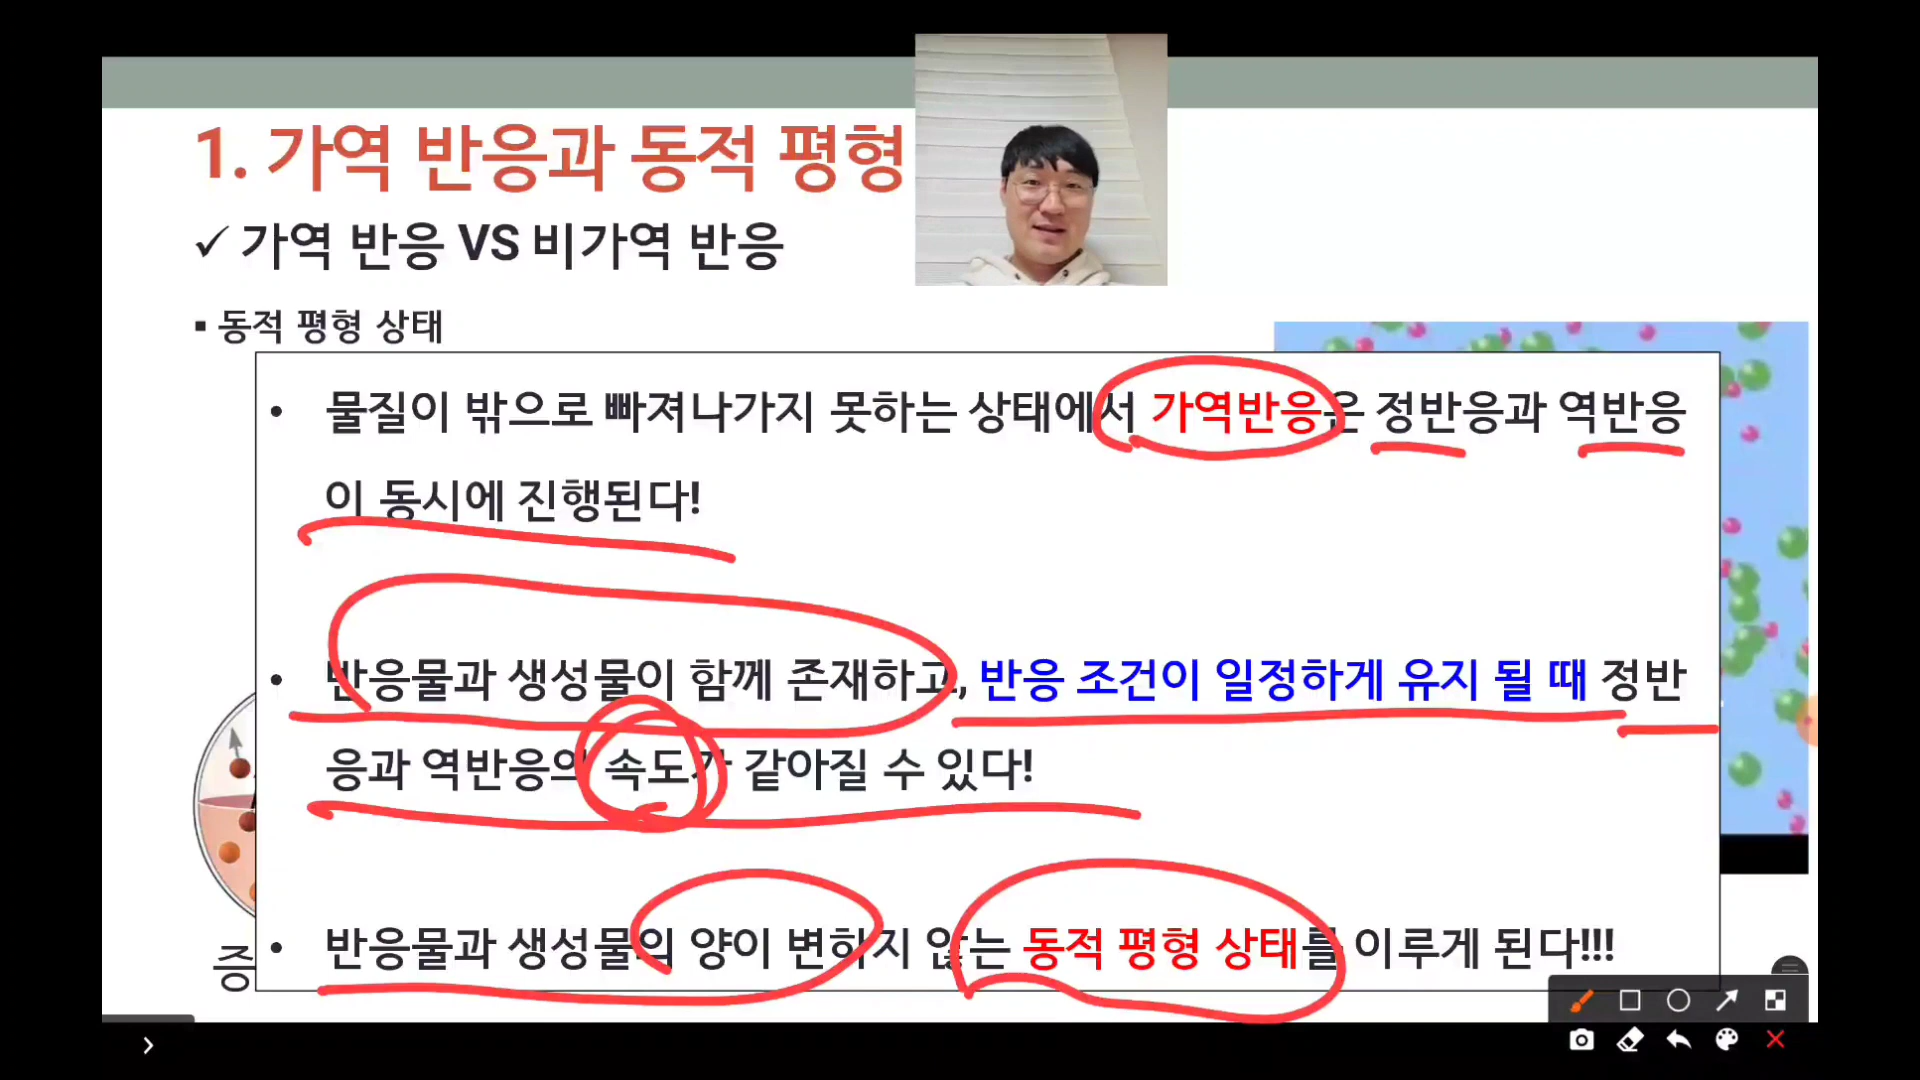 1. 가역 반응과 동적 평형
✓ 가역 반응 VS 비가역 반응
▪ 동적 평형 상태
• 물질이 밖으로 빠져나가지 못하는 상태에서 가역반응은 정반응과 역반응
이 동시에 진행된다!
• 반응물과 생성물이 함께 존재하고, 반응 조건이 일정하게 유지 될 때 정반
응과 역반응의 속도가 같아질 수 있다!
• 반응물과 생성물의 양이 변하지 않는 동적 평형 상태를 이루게 된다!!!
증